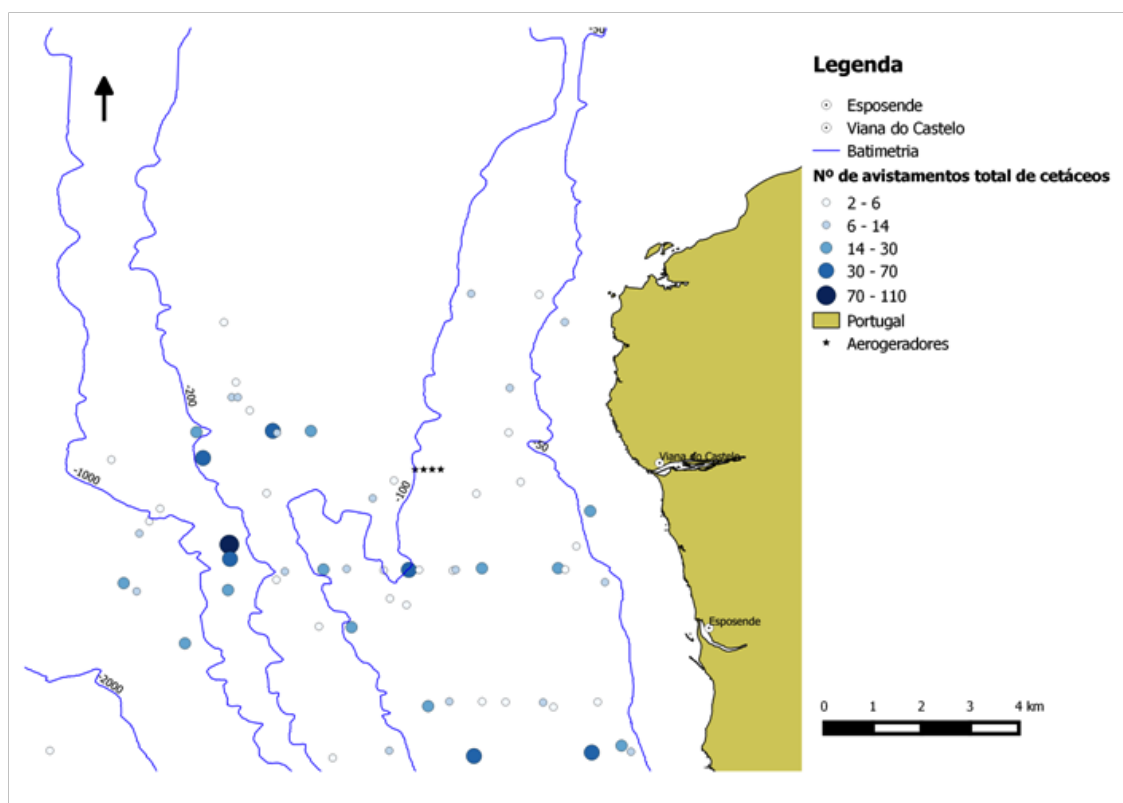 -50
-200
-1000
-100
-50
-2000
Viana do Castelo
Esposende
Legenda
Esposende
Viana do Castelo
Batimetria
Nº de avistamentos total de cetáceos
2 - 6
6 - 14
14 - 30
30 - 70
70 - 110
Portugal
Aerogeradores
0 1 2 3 4 km